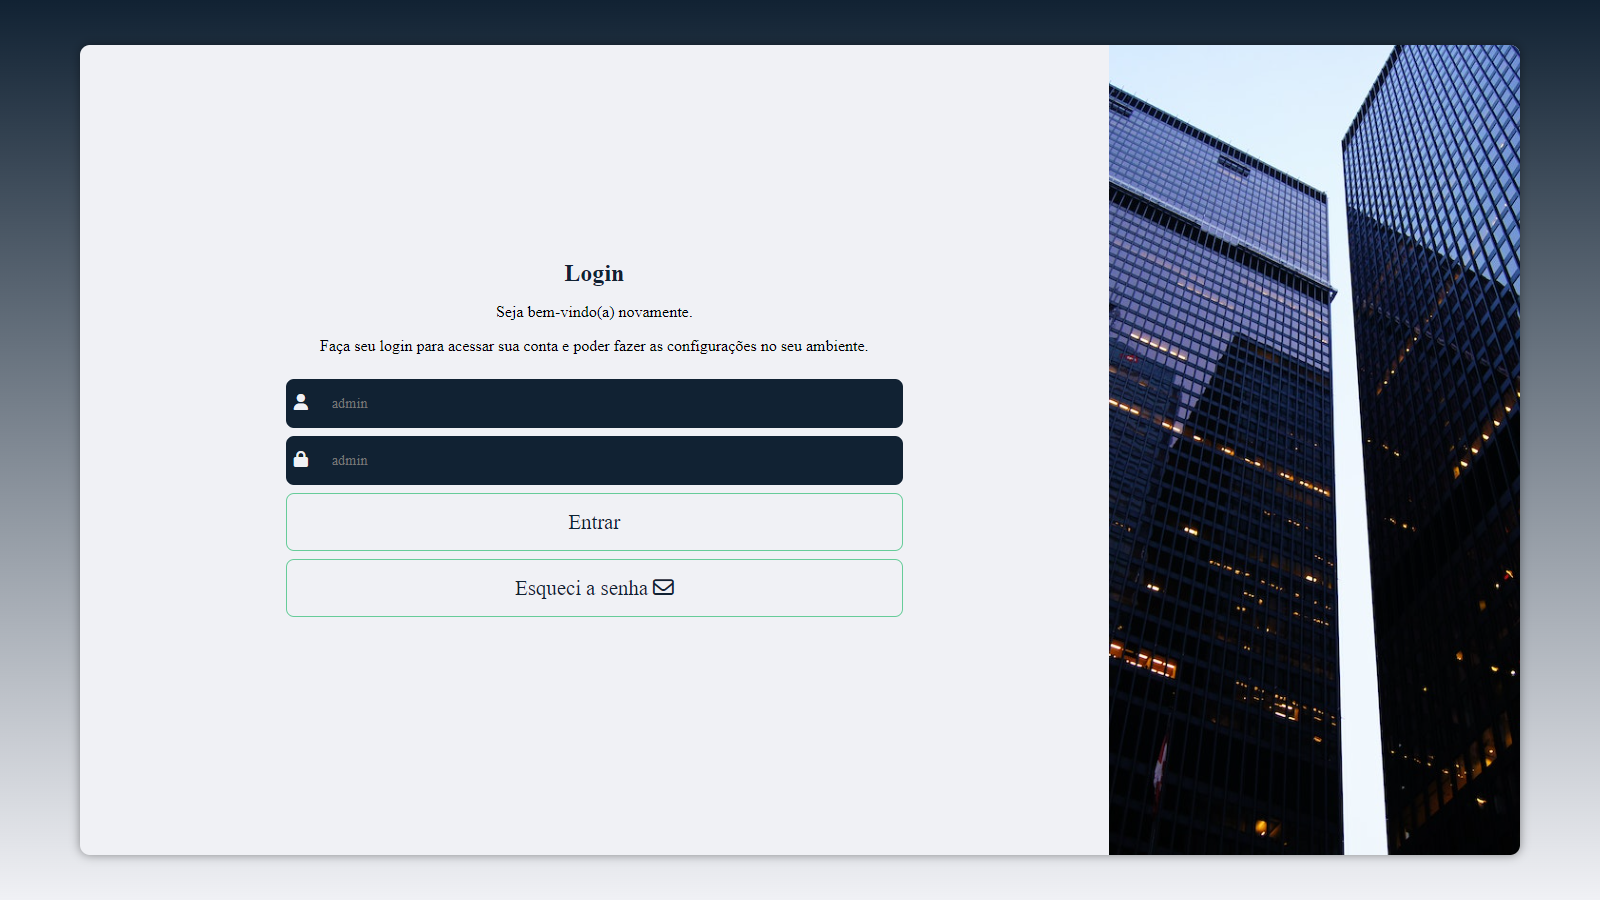 Login
Seja bem-vindo(a) novamente.
Faça seu login para acessar sua conta e poder fazer as configurações no seu ambiente.
admin
admin
Entrar
Esqueci a senha